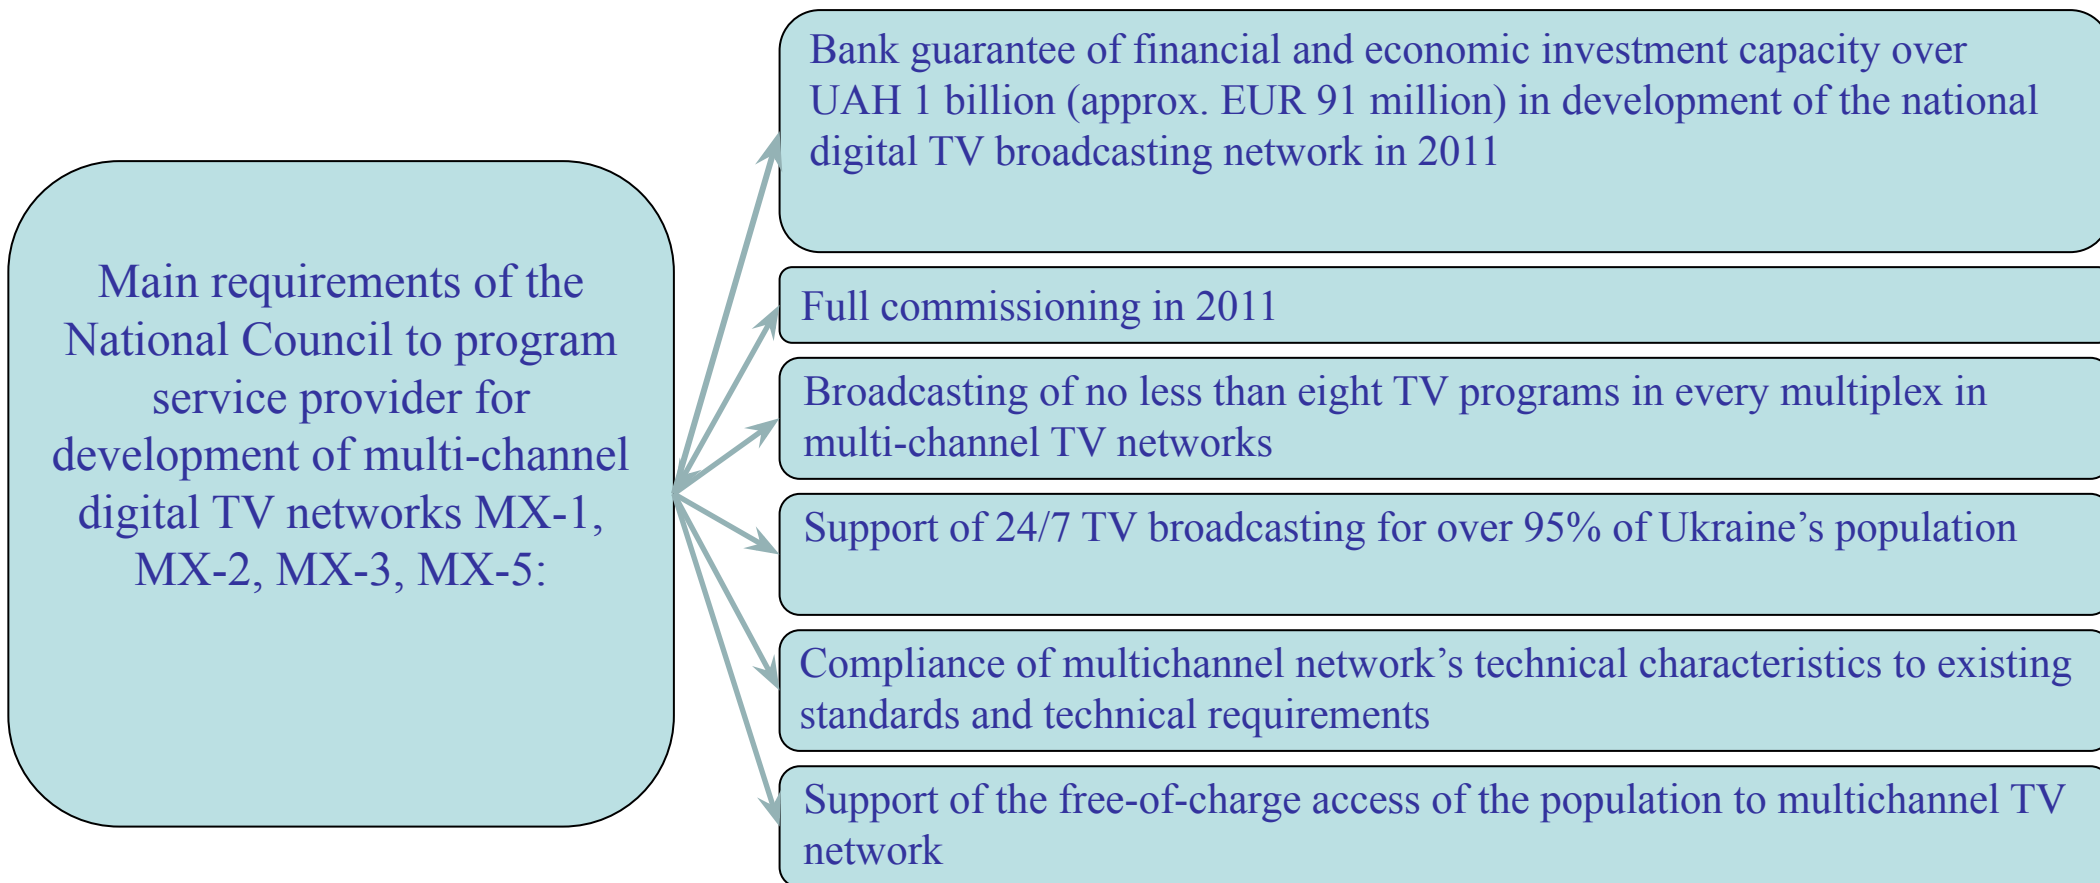 Main requirements of the
National Council to program
service provider for
development of multi-channel
digital TV networks MX-1,
MX-2, MX-3, MX-5:
Bank guarantee of financial and economic investment capacity over
UAH 1 billion (approx. EUR 91 million) in development of the national
digital TV broadcasting network in 2011
Full commissioning in 2011
Broadcasting of no less than eight TV programs in every multiplex in
multi-channel TV networks
Support of 24/7 TV broadcasting for over 95% of Ukraine’s population
Compliance of multichannel network’s technical characteristics to existing
standards and technical requirements
Support of the free-of-charge access of the population to multichannel TV
network